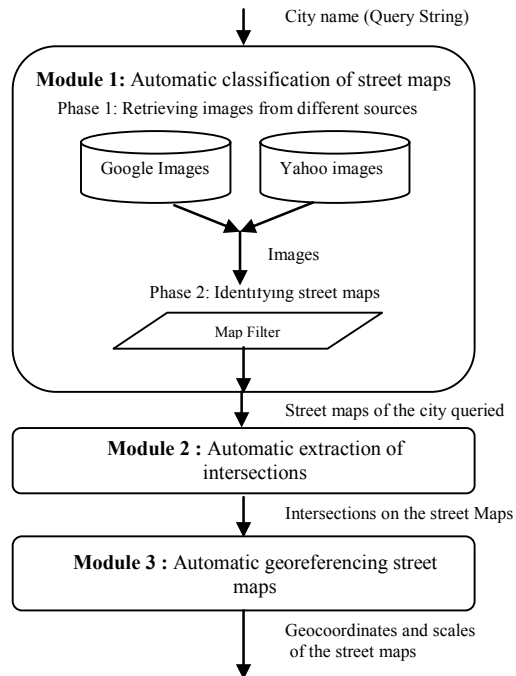 City name (Query String)
Module 1: Automatic classification of street maps
Phase 1: Retrieving images from different sources
Google Images
Yahoo images
Images
Phase 2: Identifying street maps
Map Filter
Street maps of the city queried
Module 2 : Automatic extraction of
intersections
Intersections on the street Maps
Module 3 : Automatic georeferencing street
maps
Geocoordinates and scales
of the street maps